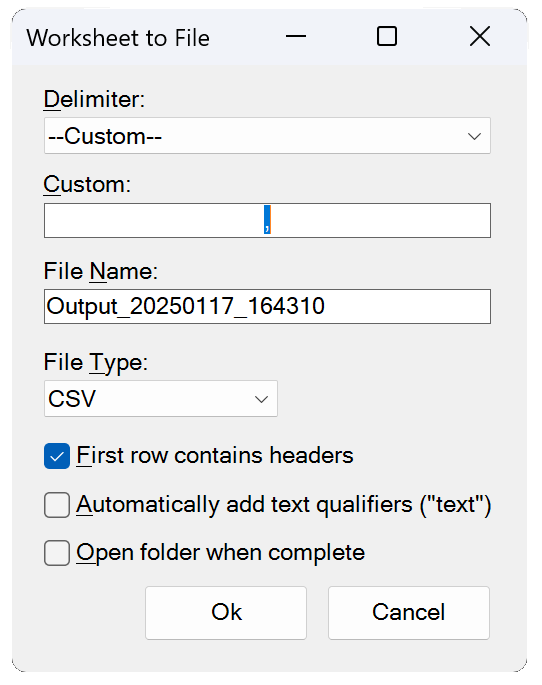 Worksheet to File
Delimiter:
--Custom--
Custom:
,
File Name:
Output_20250117_164310
File Type:
CSV
First row contains headers
Automatically add text qualifiers ("text")
Open folder when complete
Ok Cancel